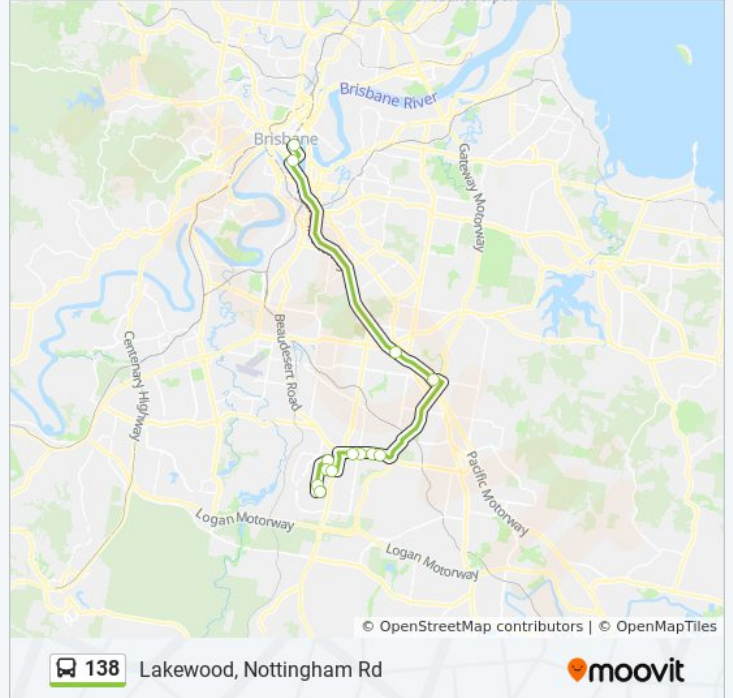 Brisbane River
Brisbane
Gateway Motorway
Beaudesert Road
Centenary Highway
Pacific Motorway
Logan Motorway
Logan Motorway
© OpenStreetMap contributors | © OpenMapTiles
138 Lakewood, Nottingham Rd
moovit